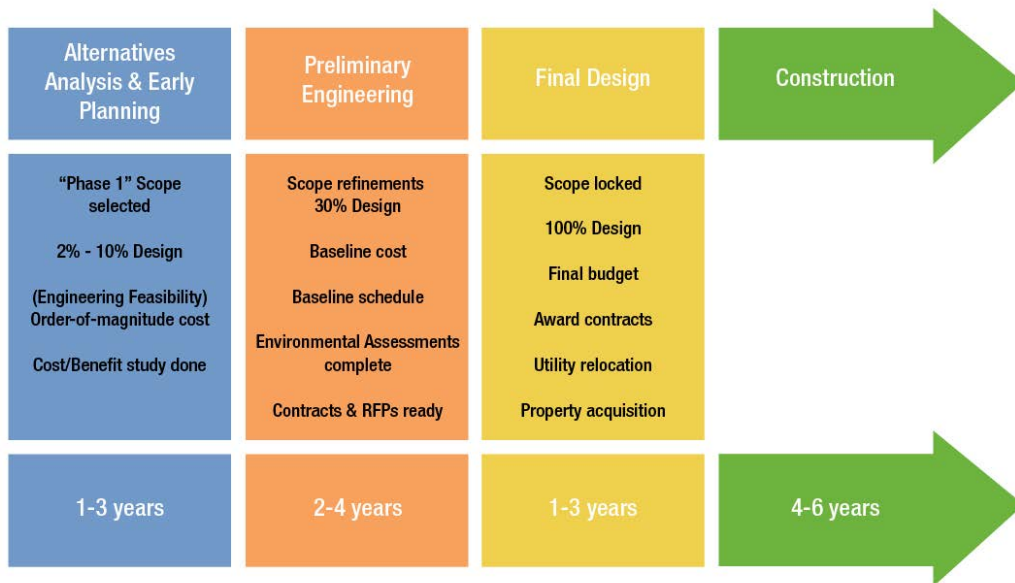 Alternatives
Analysis & Early
Planning
Preliminary
Engineering
Final Design
Construction
“Phase 1” Scope
selected
2% - 10% Design
(Engineering Feasibility)
Order-of-magnitude cost
Cost/Benefit study done
Scope refinements
30% Design
Baseline cost
Baseline schedule
Environmental Assessments
complete
Contracts & RFPs ready
Scope locked
100% Design
Final budget
Award contracts
Utility relocation
Property acquisition
1-3 years
2-4 years
1-3 years
4-6 years